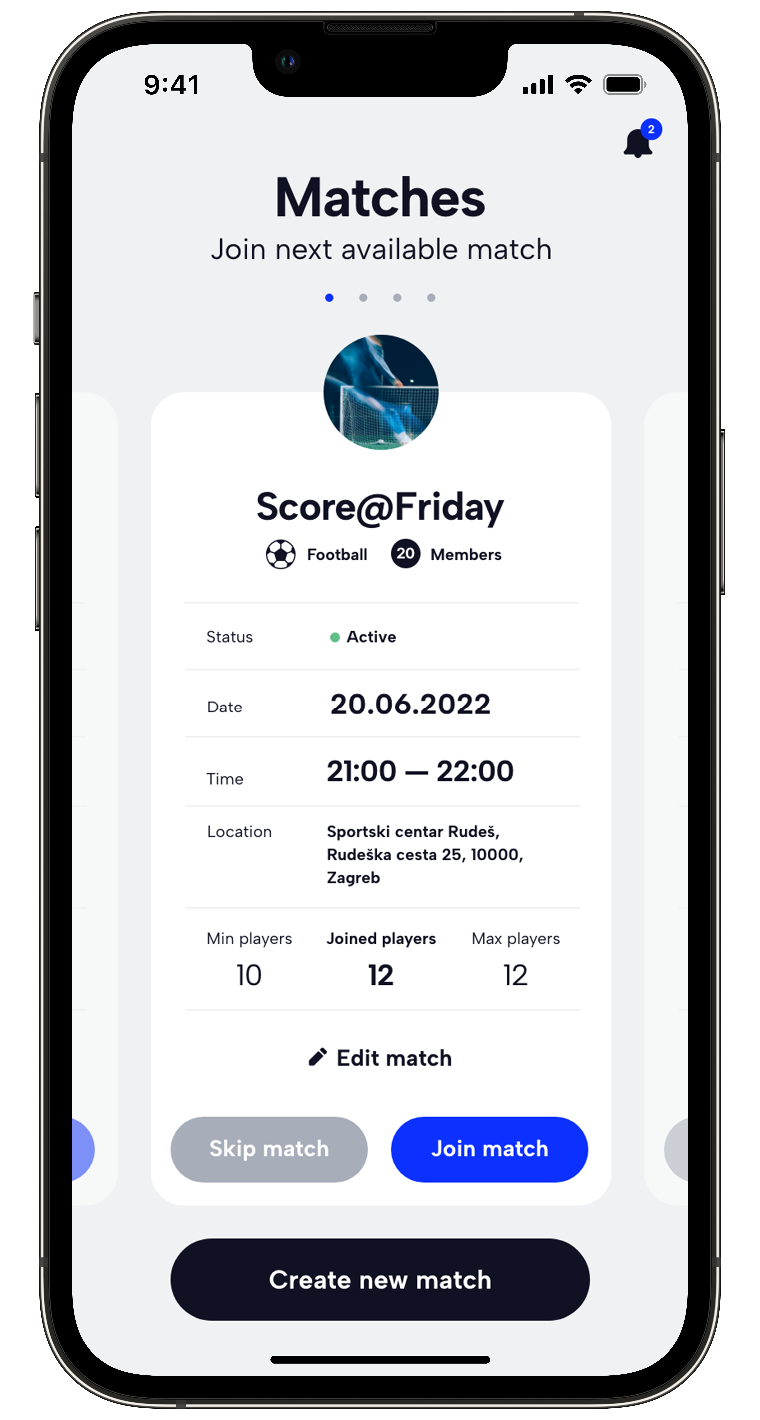 9:41
2
Matches
Join next available match
Score@Friday
Football 20 Members
Status Active
Date 20.06.2022
Time 21:00 — 22:00
Location Sportski centar Rudeš,
Rudeška cesta 25, 10000,
Zagreb
Min players Joined players Max players
10 12 12
Edit match
Skip match Join match
Create new match